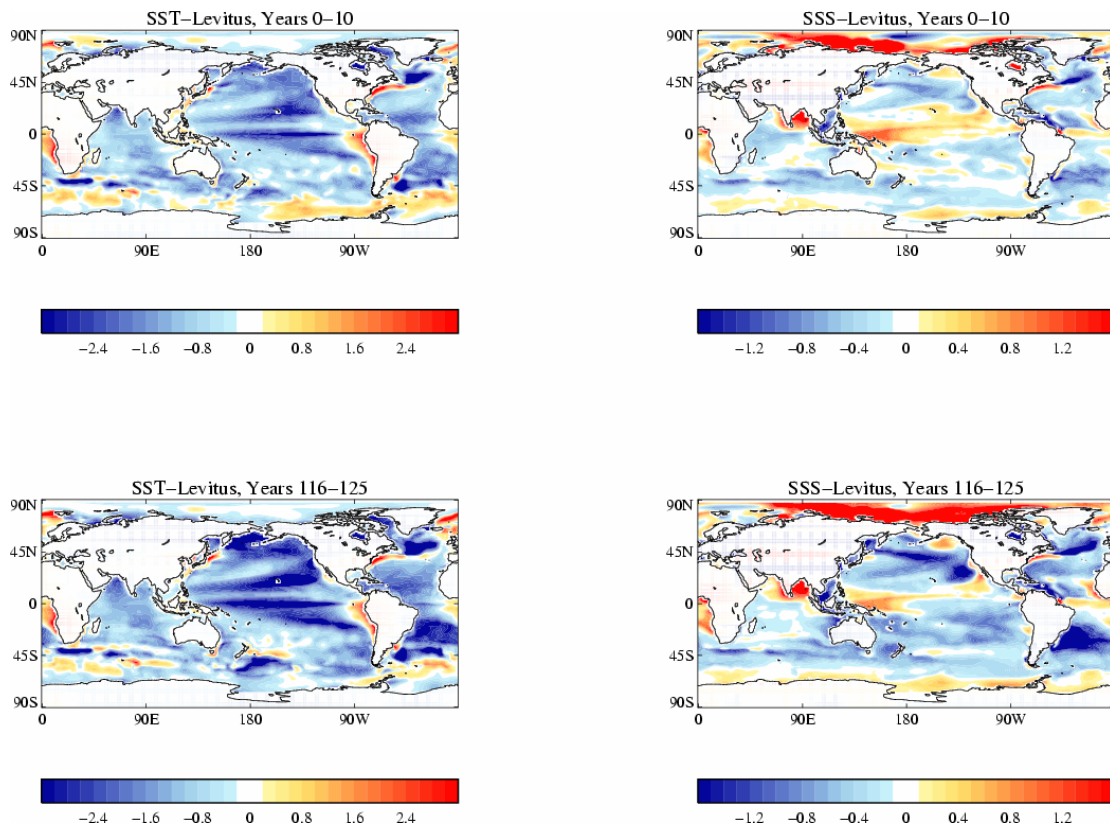 SST−Levitus, Years 0−10
90N
45N
0
45S
90S
0 90E 180 90W
−2.4 −1.6 −0.8 0 0.8 1.6 2.4
SSS−Levitus, Years 0−10
90N
45N
0
45S
90S
0 90E 180 90W
−1.2 −0.8 −0.4 0 0.4 0.8 1.2
SST−Levitus, Years 116−125
90N
45N
0
45S
90S
0 90E 180 90W
−2.4 −1.6 −0.8 0 0.8 1.6 2.4
SSS−Levitus, Years 116−125
90N
45N
0
45S
90S
0 90E 180 90W
−1.2 −0.8 −0.4 0 0.4 0.8 1.2